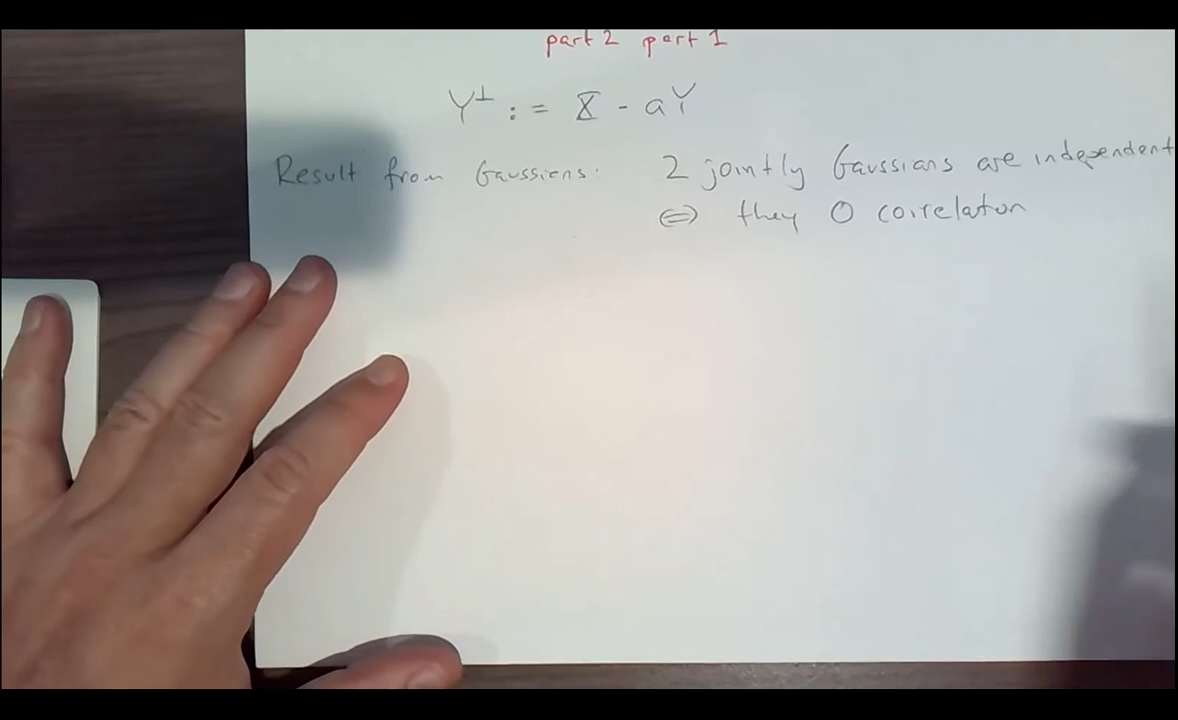 part 2 part 1
Y⊥ := X - aY
Result from Gaussians: 2 jointly Gaussians are independent
⇔ they 0 correlation